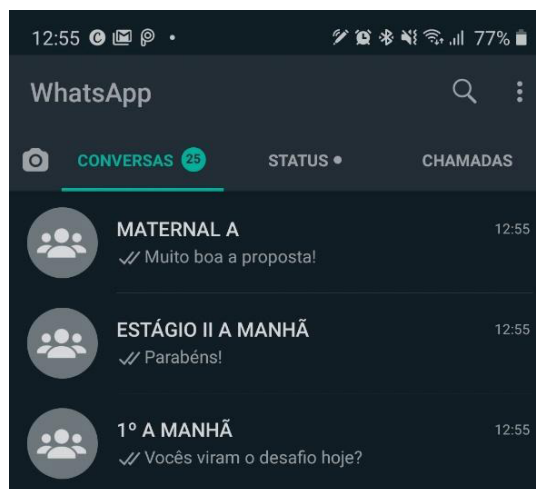 12:55 77%
WhatsApp
CONVERSAS 25 STATUS CHAMADAS
MATERNAL A 12:55
Muito boa a proposta!
ESTÁGIO II A MANHÃ 12:55
Parabéns!
1º A MANHÃ 12:55
Vocês viram o desafio hoje?